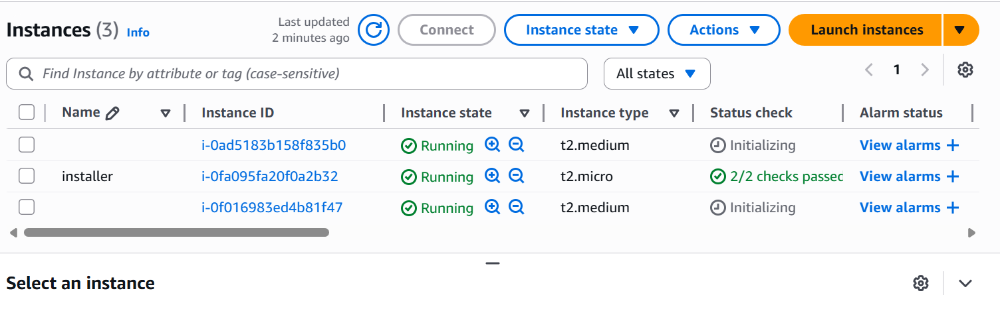 Instances (3) Info
Last updated
2 minutes ago
Connect
Instance state
Actions
Launch instances
Find Instance by attribute or tag (case-sensitive)
All states
1
Name Instance ID Instance state Instance type Status check Alarm status
i-0ad5183b158f835b0 Running t2.medium Initializing View alarms +
installer i-0fa095fa20f0a2b32 Running t2.micro 2/2 checks passed View alarms +
i-0f016983ed4b81f47 Running t2.medium Initializing View alarms +
Select an instance